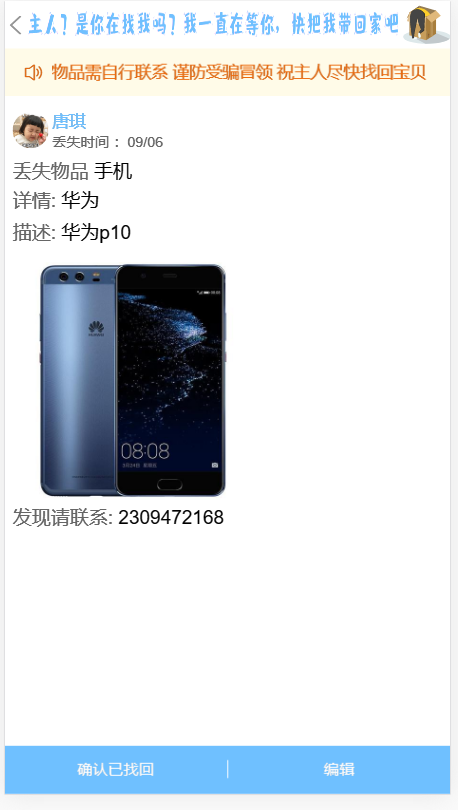 主人？是你在找我吗？我一直在等你，快把我带回家吧
物品需自行联系 谨防受骗冒领 祝主人尽快找回宝贝
唐琪
丢失时间： 09/06
丢失物品 手机
详情: 华为
描述: 华为p10
HUAWEI
08:08
发现请联系: 2309472168
确认已找回
编辑